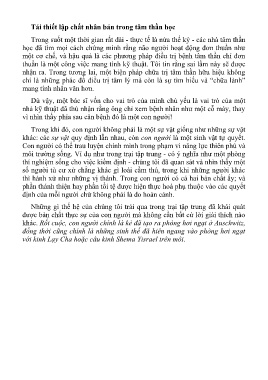 Tái thiết lập chất nhân bản trong tâm thần học
Trong suốt một thời gian rất dài - thực tế là nửa thế kỷ - các nhà tâm thần
học đã tìm mọi cách chứng minh rằng não người hoạt động đơn thuần như
một cơ chế, và hậu quả là các phương pháp điều trị bệnh tâm thần chỉ đơn
thuần là một công việc mang tính kỹ thuật. Tôi tin rằng sai lầm này sẽ được
nhận ra. Trong tương lai, một biện pháp chữa trị tâm thần hữu hiệu không
chỉ là những phác đồ điều trị tâm lý mà còn là sự tìm hiểu và "chữa lành"
mang tính nhân văn hơn.
Dù vậy, một bác sĩ vốn cho vai trò của mình chủ yếu là vai trò của một
nhà kỹ thuật đã thú nhận rằng ông chỉ xem bệnh nhân như một cỗ máy, thay
vì nhìn thấy phía sau căn bệnh đó là một con người!
Trong khi đó, con người không phải là một sự vật giống như những sự vật
khác: các sự vật quy định lẫn nhau, còn con người là một sinh vật tự quyết.
Con người có thể trau luyện chính mình trong phạm vi năng lực thiên phú và
môi trường sống. Ví dụ như trong trại tập trung - có ý nghĩa như một phòng
thí nghiệm sống cho việc kiểm định - chúng tôi đã quan sát và nhìn thấy một
số người tù cư xử chẳng khác gì loài cầm thú, trong khi những người khác
thì hành xử như những vị thánh. Trong con người có cả hai bản chất ấy; và
phần thánh thiện hay phần tồi tệ được hiện thực hoá phụ thuộc vào các quyết
định của mỗi người chứ không phải là do hoàn cảnh.
Những gì thế hệ của chúng tôi trải qua trong trại tập trung đã khái quát
được bản chất thực sự của con người mà không cần bất cứ lời giải thích nào
khác. Rốt cuộc, con người chính là kẻ đã tạo ra phòng hơi ngạt ở Auschwitz,
đồng thời cũng chính là những sinh thể đã hiên ngang vào phòng hơi ngạt
với kinh Lạy Cha hoặc câu kinh Shema Yisrael trên môi.